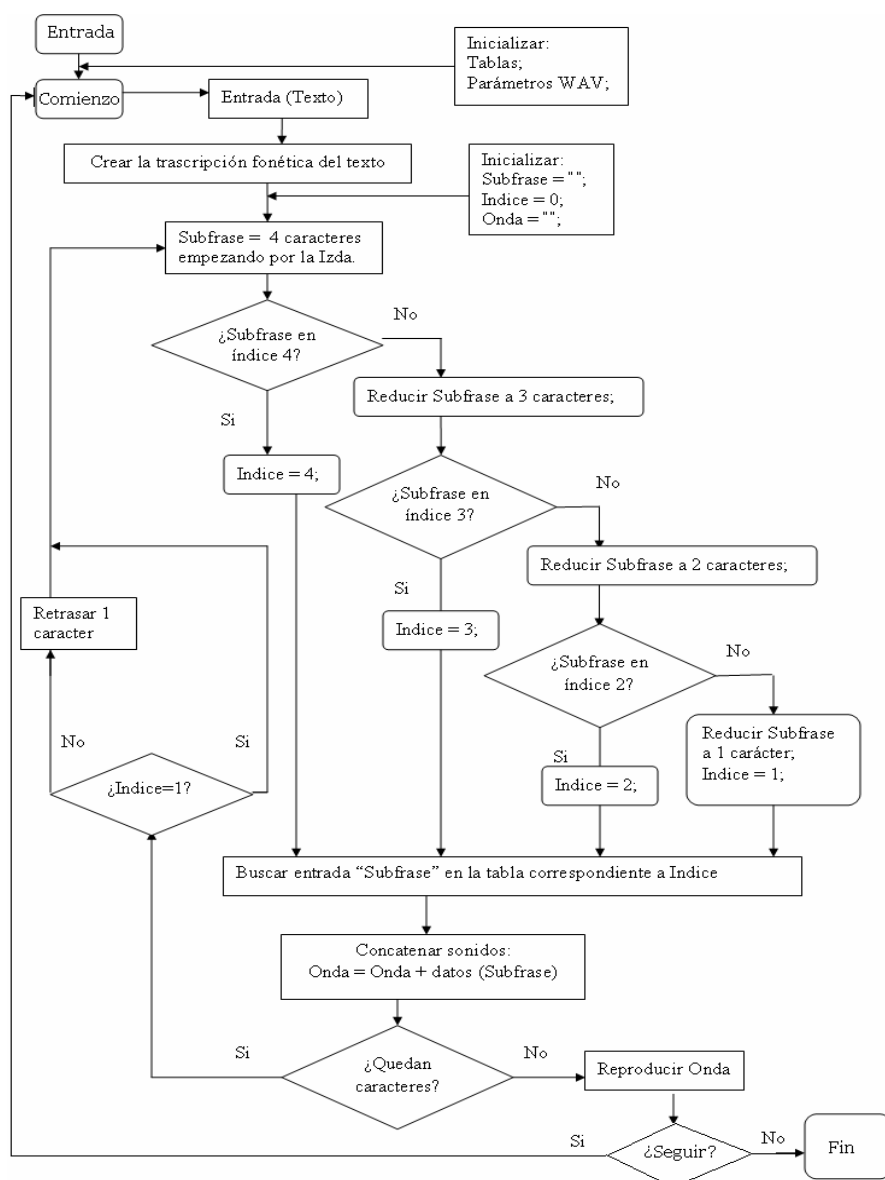 Entrada
Inicializar:
Tablas;
Parámetros WAV;
Comienzo
Entrada (Texto)
Crear la trascripción fonética del texto
Inicializar:
Subfrase = "";
Indice = 0;
Onda = "";
Subfrase = 4 caracteres
empezando por la Izda.
No
¿Subfrase en
índice 4?
Reducir Subfrase a 3 caracteres;
Si
Indice = 4;
¿Subfrase en
índice 3?
No
Reducir Subfrase a 2 caracteres;
Si
Retrasar 1
caracter
Indice = 3;
¿Subfrase en
índice 2?
No
Reducir Subfrase
a 1 carácter;
Indice = 1;
No
Si
Si
¿Indice=1?
Indice = 2;
Buscar entrada “Subfrase” en la tabla correspondiente a Indice
Concatenar sonidos:
Onda = Onda + datos (Subfrase)
Si
No
¿Quedan
caracteres?
Reproducir Onda
Si
¿Seguir?
No
Fin